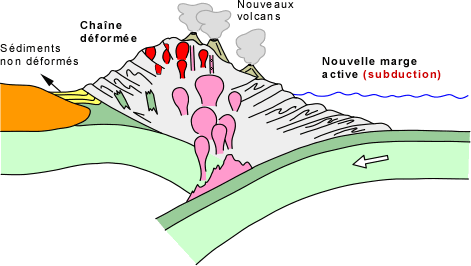 Nouveaux
volcans
Chaîne
déformée
Sédiments
non déformés
Nouvelle marge
active (subduction)